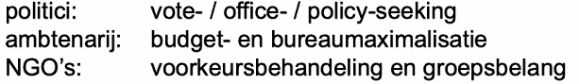 politici: vote- / office- / policy-seeking
ambtenarij: budget- en bureaumaximalisatie
NGO's: voorkeursbehandeling en groepsbelang